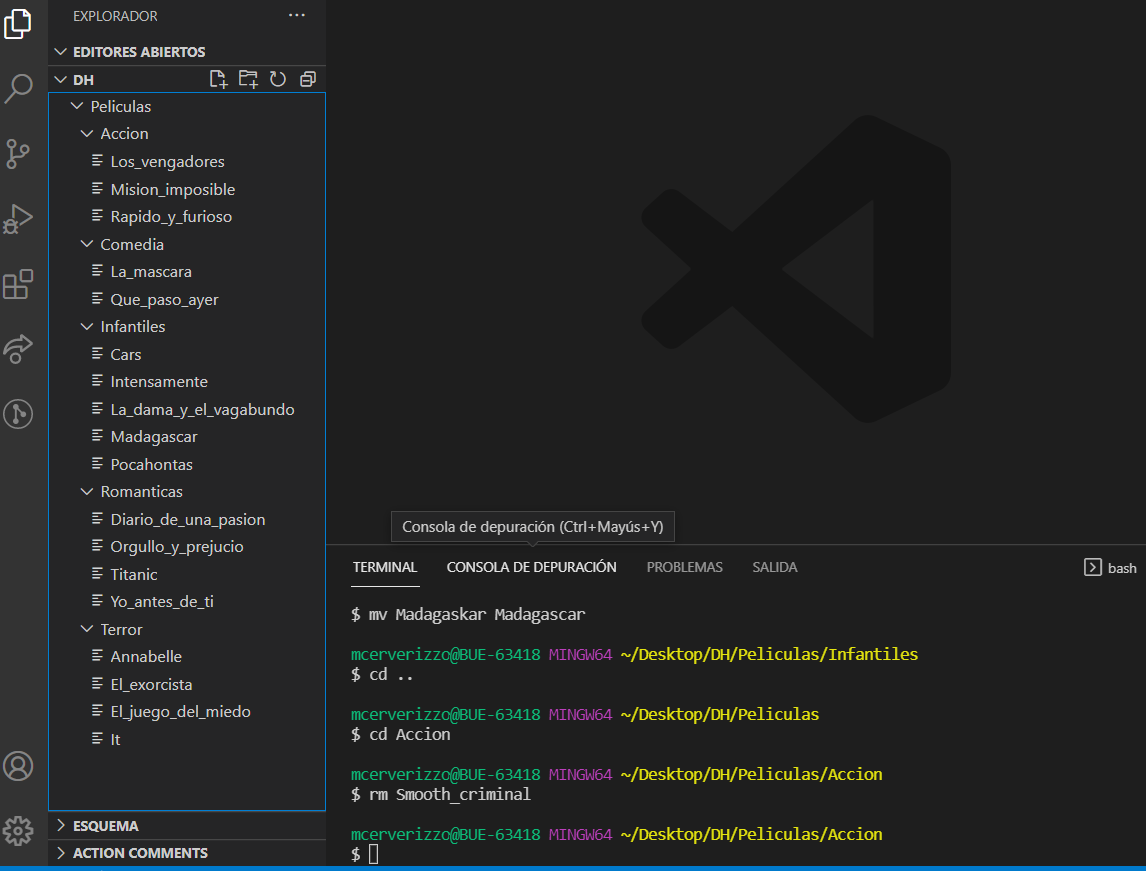 EXPLORADOR ...
EDITORES ABIERTOS
DH
Peliculas
Accion
Los_vengadores
Mision_imposible
Rapido_y_furioso
Comedia
La_mascara
Que_paso_ayer
Infantiles
Cars
Intensamente
La_dama_y_el_vagabundo
Madagascar
Pocahontas
Romanticas
Diario_de_una_pasion
Orgullo_y_prejucio
Titanic
Yo_antes_de_ti
Terror
Annabelle
El_exorcista
El_juego_del_miedo
It
ESQUEMA
ACTION COMMENTS
Consola de depuración (Ctrl+Mayús+Y)
TERMINAL CONSOLA DE DEPURACIÓN PROBLEMAS SALIDA bash
$ mv Madagaskar Madagascar
mcerverizzo@BUE-63418 MINGW64 ~/Desktop/DH/Peliculas/Infantiles
$ cd ..
mcerverizzo@BUE-63418 MINGW64 ~/Desktop/DH/Peliculas
$ cd Accion
mcerverizzo@BUE-63418 MINGW64 ~/Desktop/DH/Peliculas/Accion
$ rm Smooth_criminal
mcerverizzo@BUE-63418 MINGW64 ~/Desktop/DH/Peliculas/Accion
$